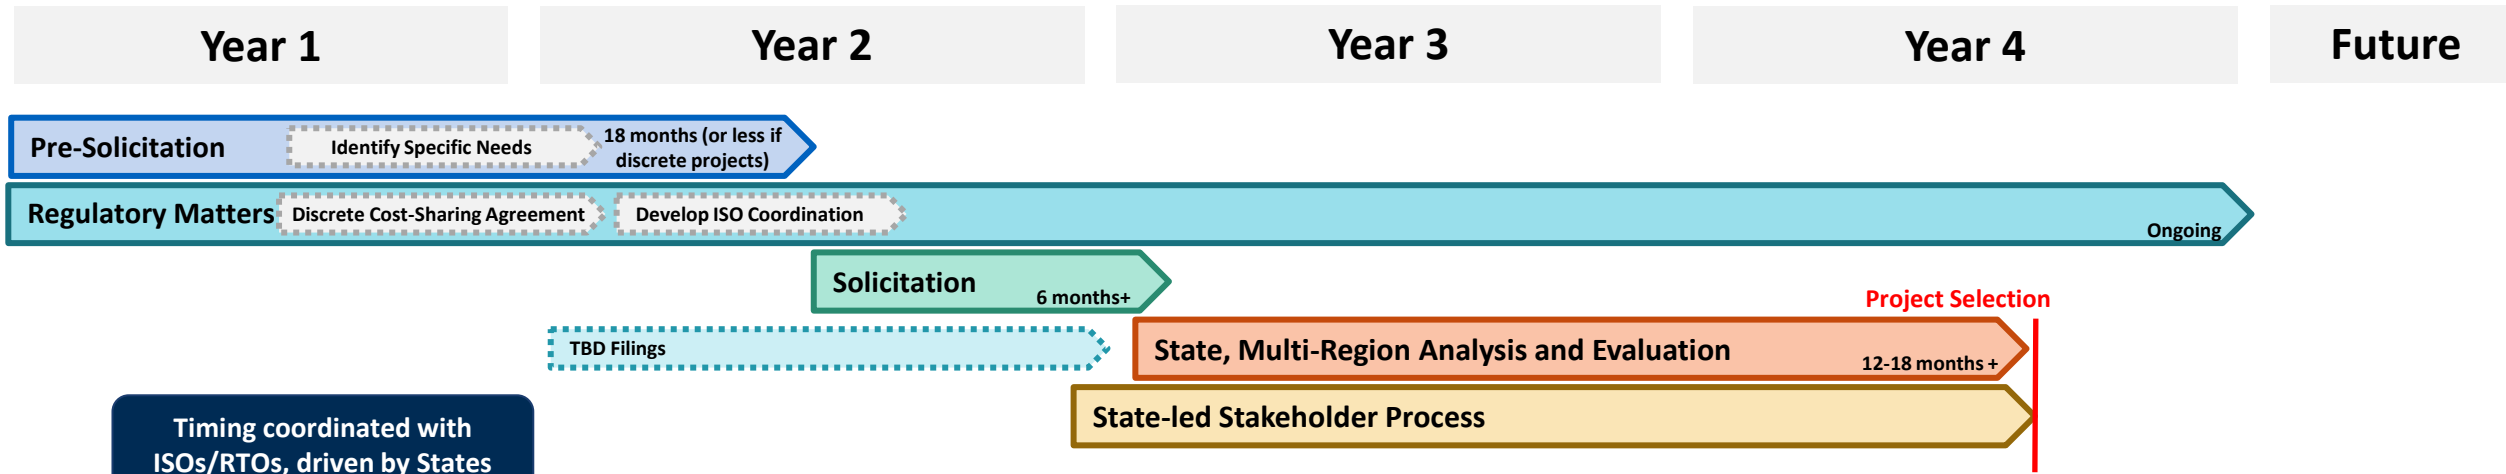 Year 1
Year 2
Year 3
Year 4
Future
Pre-Solicitation
Identify Specific Needs
18 months (or less if
discrete projects)
Regulatory Matters
Discrete Cost-Sharing Agreement
Develop ISO Coordination
Ongoing
Solicitation
6 months+
Project Selection
TBD Filings
State, Multi-Region Analysis and Evaluation
12-18 months +
State-led Stakeholder Process
Timing coordinated with
ISOs/RTOs, driven by States